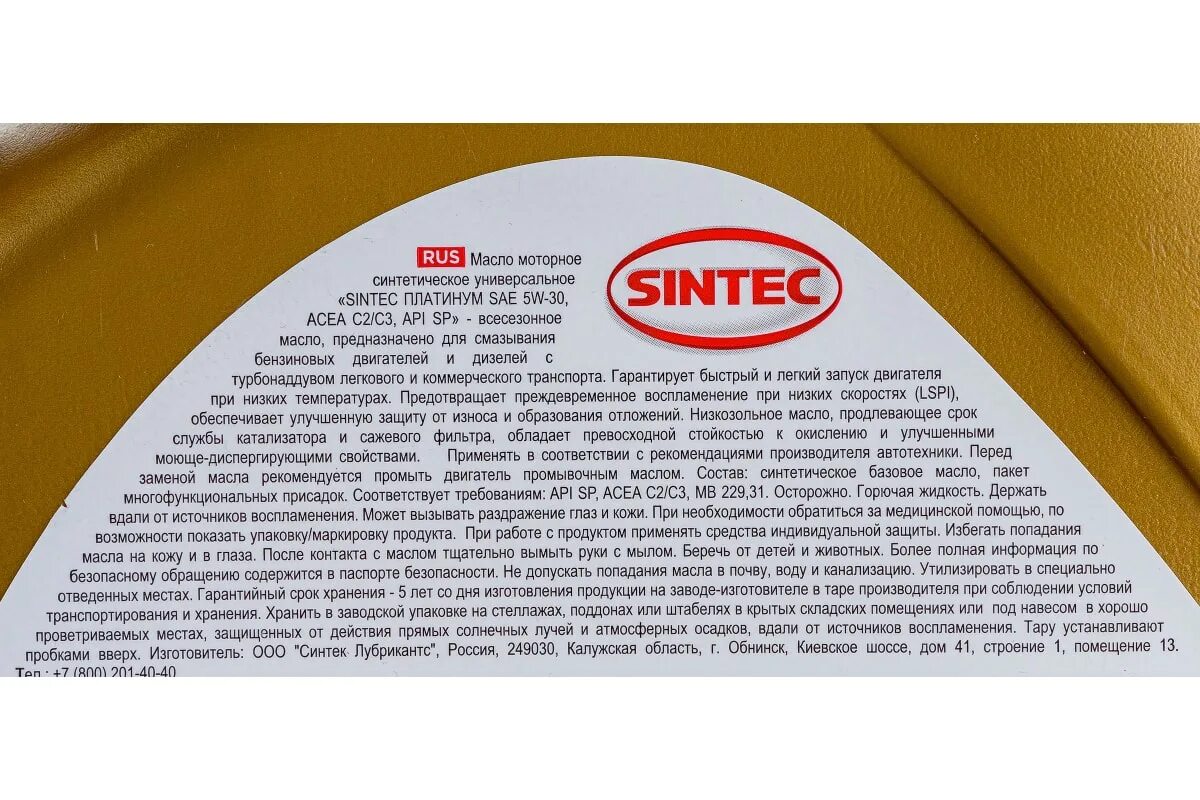 RUS Масло моторное
синтетическое универсальное
«SINTEC ПЛАТИНУМ SAE 5W-30,
ACEA C2/C3, API SP» - всесезонное
масло, предназначено для смазывания
бензиновых двигателей и дизелей с
SINTEC
турбонаддувом легкового и коммерческого транспорта. Гарантирует быстрый и легкий запуск двигателя
при низких температурах. Предотвращает преждевременное воспламенение при низких скоростях (LSPI),
обеспечивает улучшенную защиту от износа и образования отложений. Низкозольное масло, продлевающее срок
службы катализатора и сажевого фильтра, обладает превосходной стойкостью к окислению и улучшенными
моюще-диспергирующими свойствами. Применять в соответствии с рекомендациями производителя автотехники. Перед
заменой масла рекомендуется промыть двигатель промывочным маслом. Состав: синтетическое базовое масло, пакет
многофункциональных присадок. Соответствует требованиям: API SP, ACEA C2/C3, MB 229,31. Осторожно. Горючая жидкость. Держать
вдали от источников воспламенения. Может вызывать раздражение глаз и кожи. При необходимости обратиться за медицинской помощью, по
возможности показать упаковку/маркировку продукта. При работе с продуктом применять средства индивидуальной защиты. Избегать попадания
масла на кожу и в глаза. После контакта с маслом тщательно вымыть руки с мылом. Беречь от детей и животных. Более полная информация по
безопасному обращению содержится в паспорте безопасности. Не допускать попадания масла в почву, воду и канализацию. Утилизировать в специально
отведенных местах. Гарантийный срок хранения - 5 лет со дня изготовления продукции на заводе-изготовителе в таре производителя при соблюдении условий
транспортирования и хранения. Хранить в заводской упаковке на стеллажах, поддонах или штабелях в крытых складских помещениях или под навесом в хорошо
проветриваемых местах, защищенных от действия прямых солнечных лучей и атмосферных осадков, вдали от источников воспламенения. Тару устанавливают
пробками вверх. Изготовитель: ООО "Синтек Лубрикантс", Россия, 249030, Калужская область, г. Обнинск, Киевское шоссе, дом 41, строение 1, помещение 13.
Тел.: +7 (800) 201-40-40